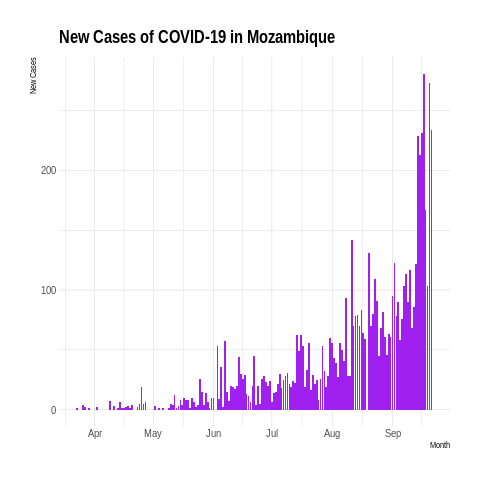 New Cases of COVID-19 in Mozambique
New Cases
200
100
0
Apr May Jun Jul Aug Sep
Month